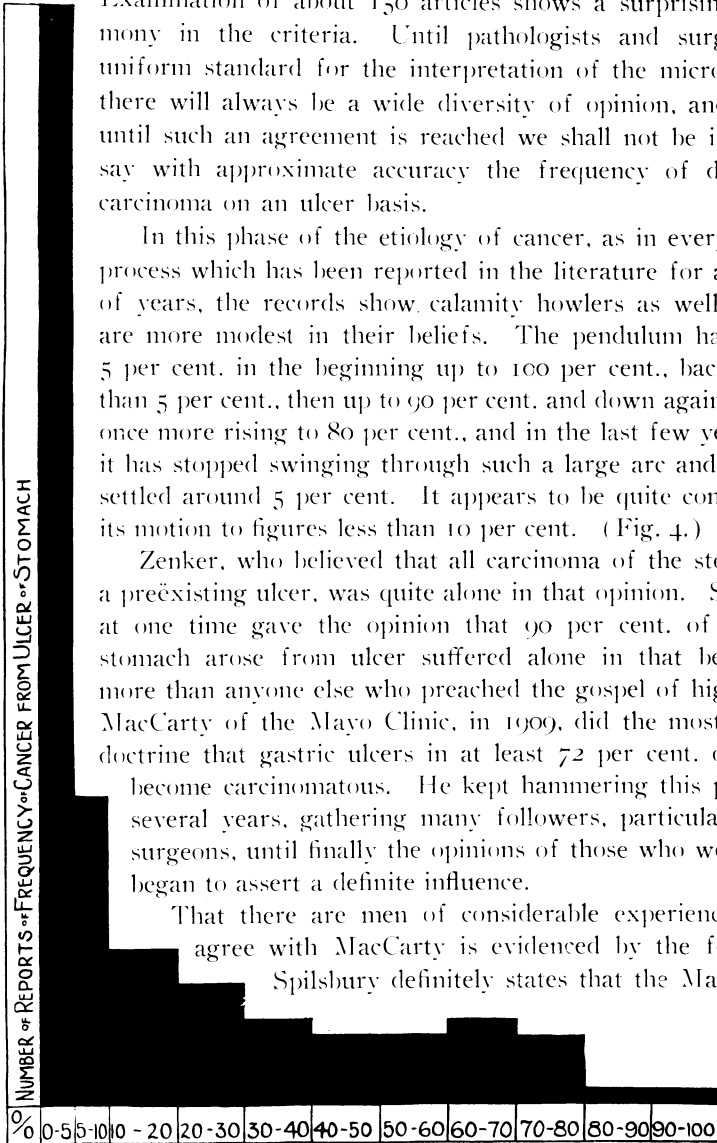 Examination of about 150 articles shows a
mony in the criteria. Until pathologists and
uniform standard for the interpretation of the
there will always be a wide diversity of opinion,
until such an agreement is reached we shall not be
say with approximate accuracy the frequency of
carcinoma on an ulcer basis.
In this phase of the etiology of cancer, as in
process which has been reported in the literature for
of years, the records show calamity howlers as well
are more modest in their beliefs. The pendulum
5 per cent. in the beginning up to 100 per cent.,
than 5 per cent., then up to 90 per cent. and down again
once more rising to 80 per cent., and in the last few
it has stopped swinging through such a large arc and
settled around 5 per cent. It appears to be quite
its motion to figures less than 10 per cent. (Fig. 4.)
Zenker, who believed that all carcinoma of the
a preëxisting ulcer, was quite alone in that opinion.
at one time gave the opinion that 90 per cent. of
stomach arose from ulcer suffered alone in that
more than anyone else who preached the gospel of
MacCarty of the Mayo Clinic, in 1909, did the most
doctrine that gastric ulcers in at least 72 per cent.
become carcinomatous. He kept hammering this
several years, gathering many followers,
surgeons, until finally the opinions of those who
began to assert a definite influence.
That there are men of considerable
agree with MacCarty is evidenced by the
Spilsbury definitely states that the
NUMBER OF REPORTS OF FREQUENCY OF CANCER FROM ULCER OF STOMACH
% 0-5 5-10 10-20 20-30 30-40 40-50 50-60 60-70 70-80 80-90 90-100